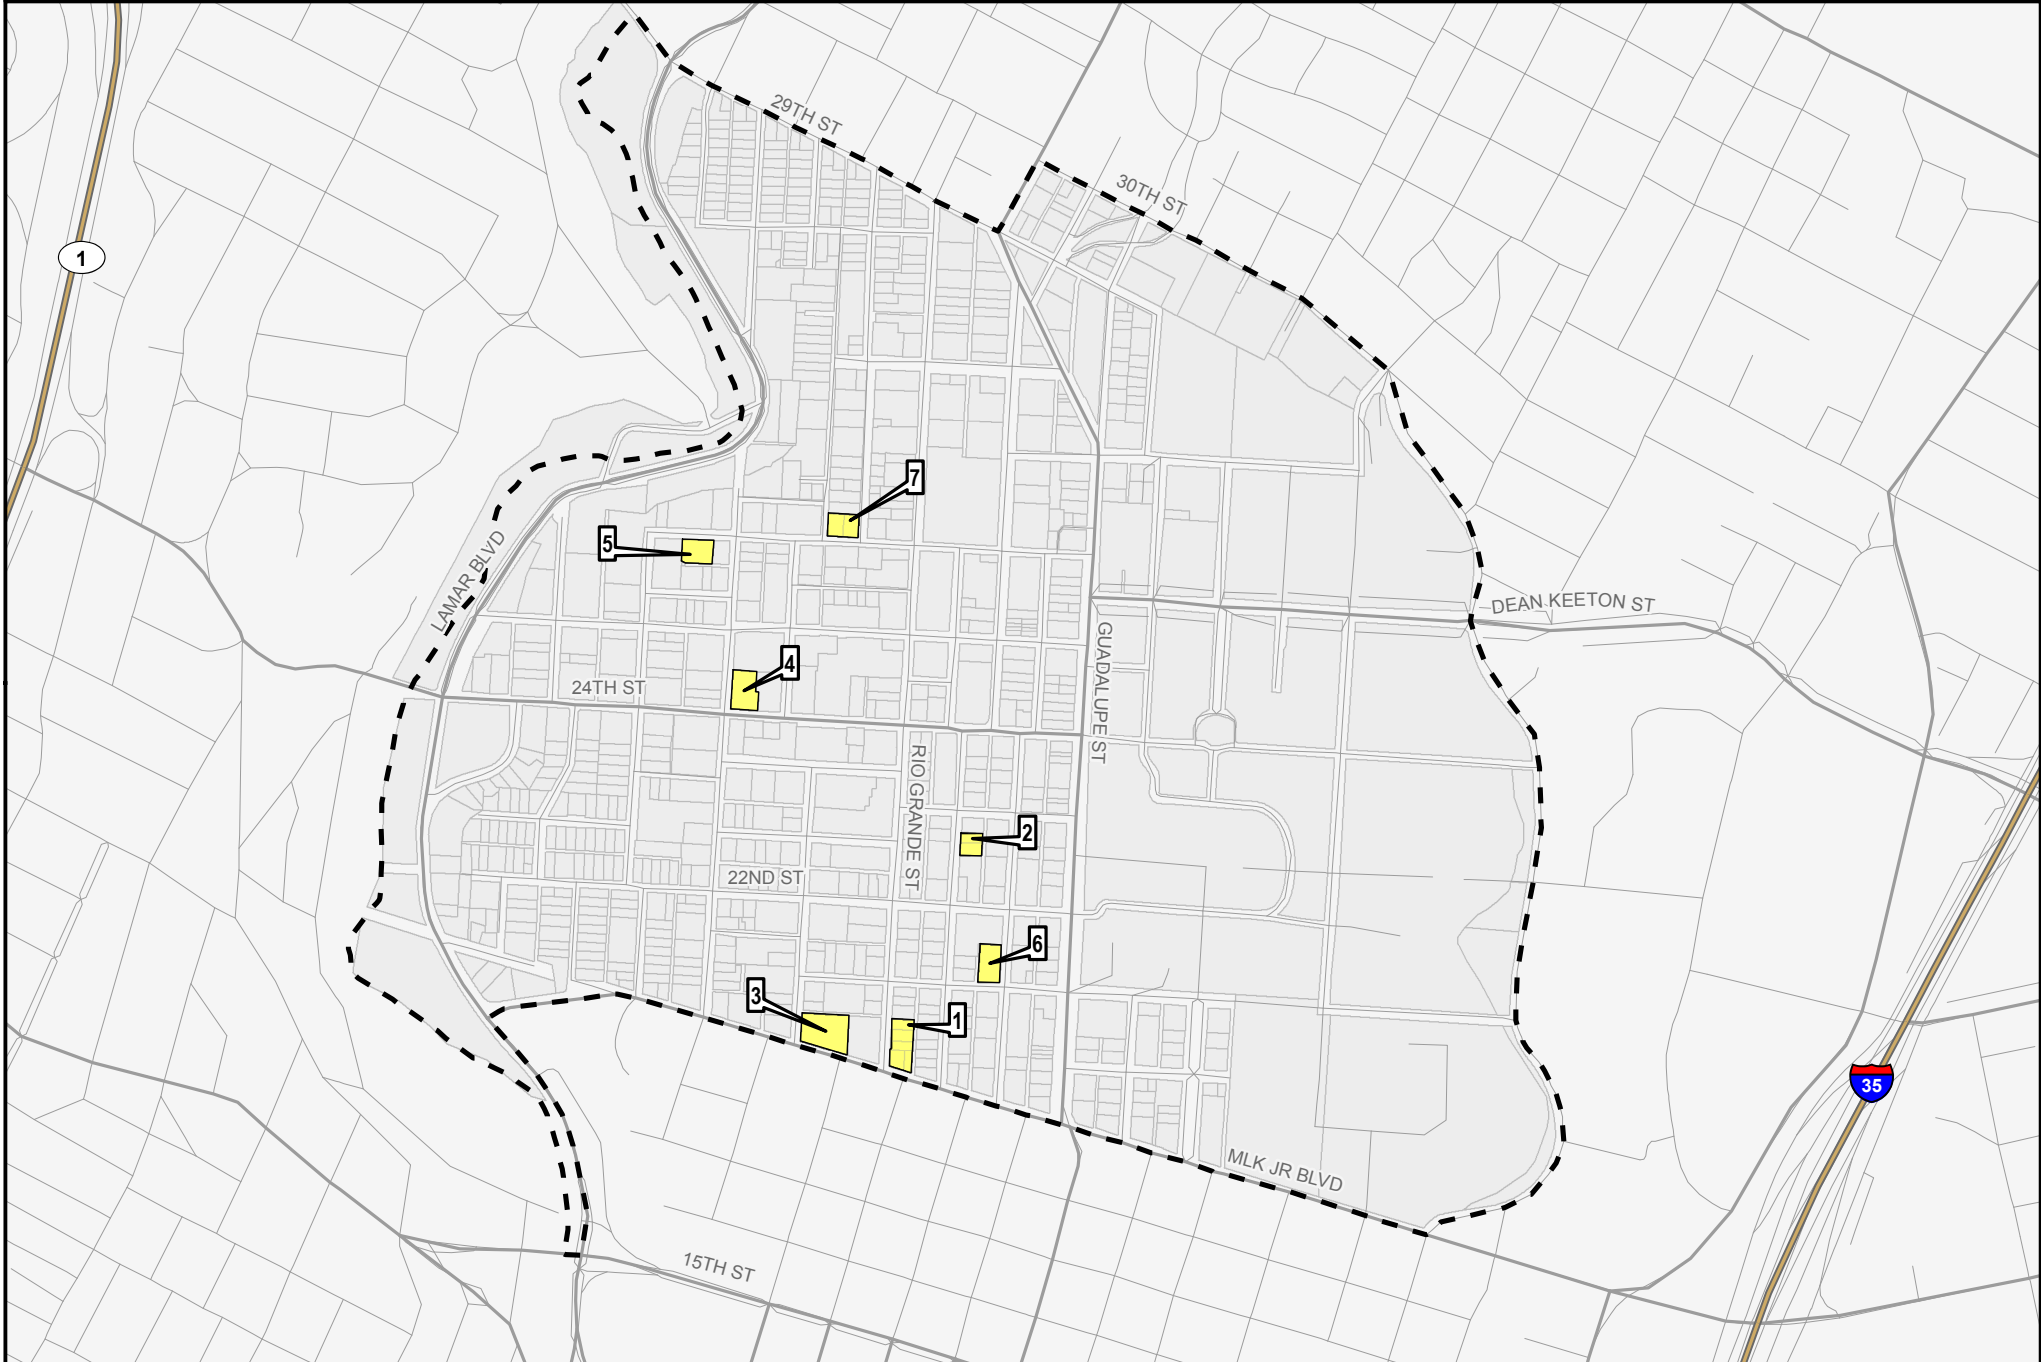 29TH ST
30TH ST
1
7
5
LAMAR BLVD
DEAN KEETON ST
GUADALUPE ST
4
24TH ST
RIO GRANDE ST
2
22ND ST
6
3
1
35
MLK JR BLVD
15TH ST